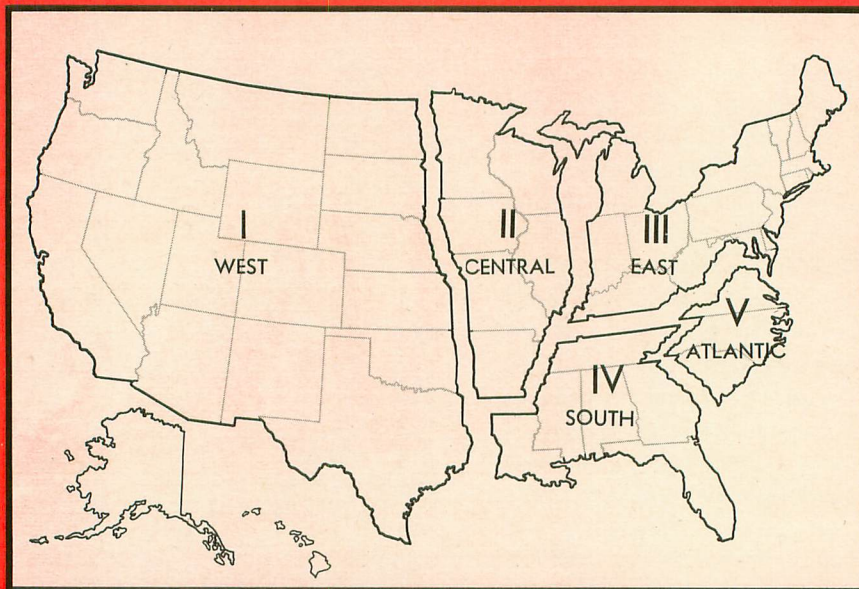 I
WEST
II
CENTRAL
III
EAST
IV
SOUTH
V
ATLANTIC